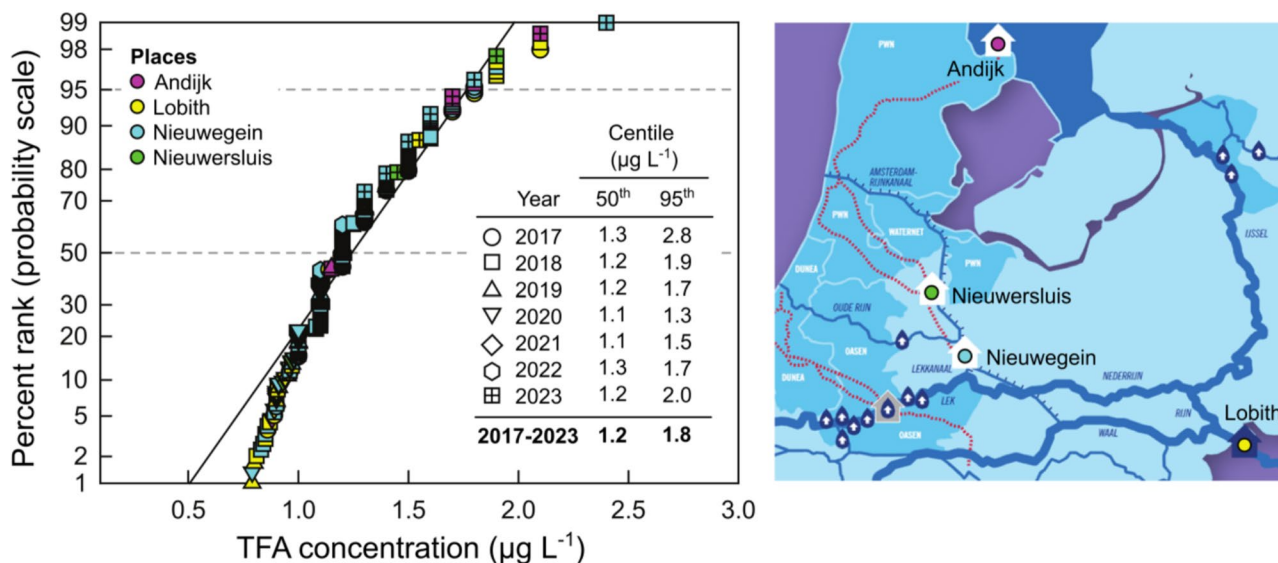 Percent rank (probability scale)
99
98
95
90
80
70
50
30
20
10
5
2
1
Places
Andijk
Lobith
Nieuwegein
Nieuwersluis
Centile
(µg L⁻¹)
Year 50th 95th
2017 1.3 2.8
2018 1.2 1.9
2019 1.2 1.7
2020 1.1 1.3
2021 1.1 1.5
2022 1.3 1.7
2023 1.2 2.0
2017-2023 1.2 1.8
0.5 1.0 1.5 2.0 2.5 3.0
TFA concentration (µg L⁻¹)
PWN
Andijk
AMSTERDAM-
RIJNKANAAL
PWN
WATERNET
PWN
IJSSEL
DUNEA
Nieuwersluis
OUDE RIJN
OASEN
Nieuwegein
LEKKANAAL
NEDERRIJN
DUNEA
LEK
OASEN
WAAL
RIJN
Lobith